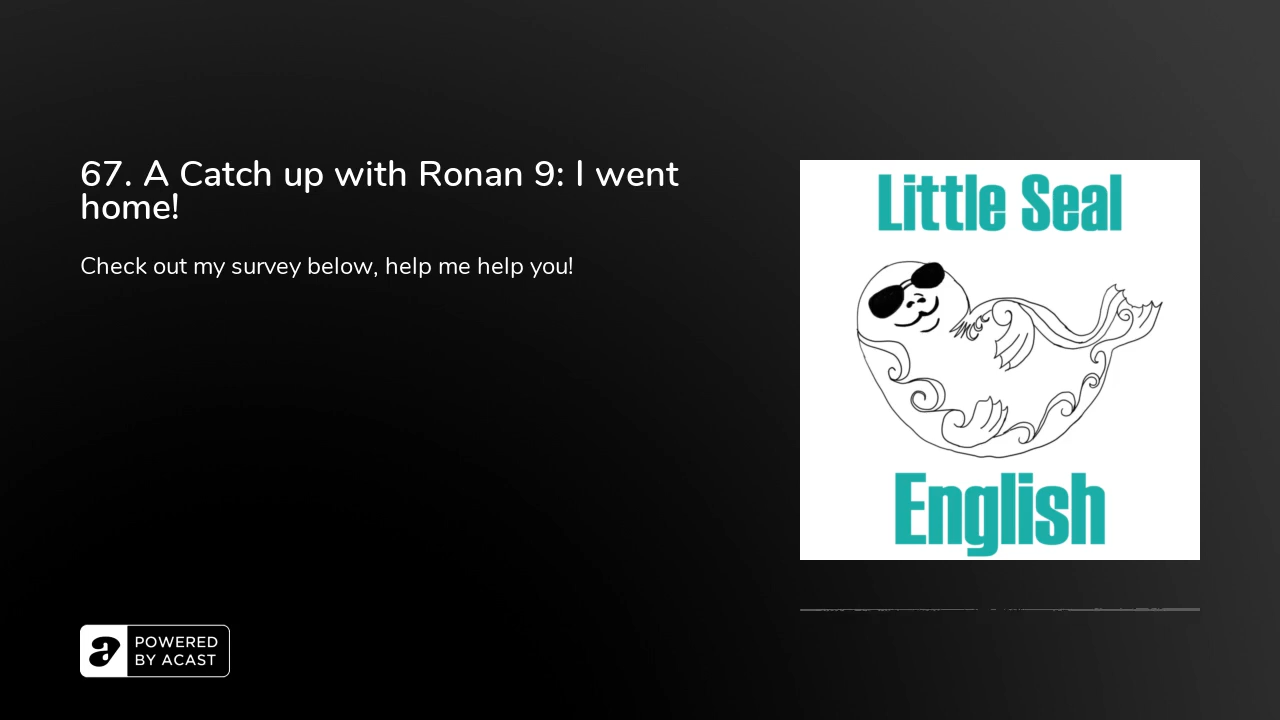 67. A Catch up with Ronan 9: I went
home!
Check out my survey below, help me help you!
Little Seal
English
a POWERED
BY ACAST